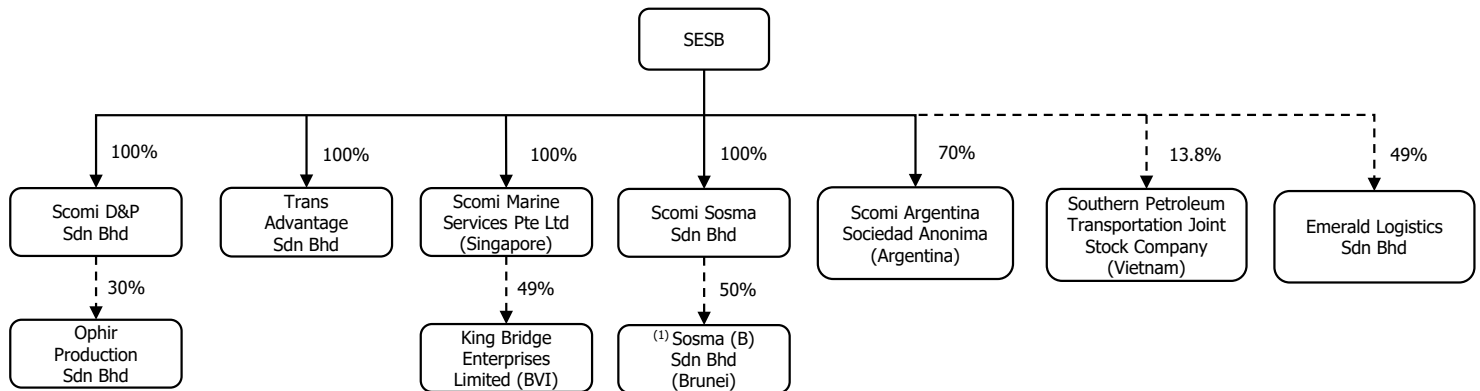 SESB
100%
100%
100%
100%
70%
13.8%
49%
Scomi D&P
Sdn Bhd
Trans
Advantage
Sdn Bhd
Scomi Marine
Services Pte Ltd
(Singapore)
Scomi Sosma
Sdn Bhd
Scomi Argentina
Sociedad Anonima
(Argentina)
Southern Petroleum
Transportation Joint
Stock Company
(Vietnam)
Emerald Logistics
Sdn Bhd
30%
49%
50%
Ophir
Production
Sdn Bhd
King Bridge
Enterprises
Limited (BVI)
(1) Sosma (B)
Sdn Bhd
(Brunei)